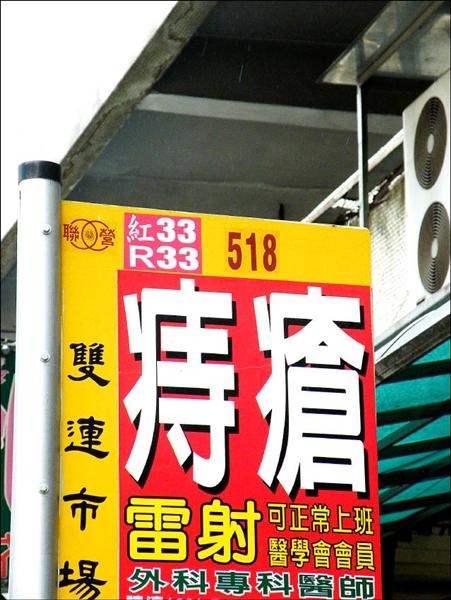 聯營
紅33
R33
518
雙連市場
痔瘡
雷射
可正常上班
醫學會會員
外科專科醫師